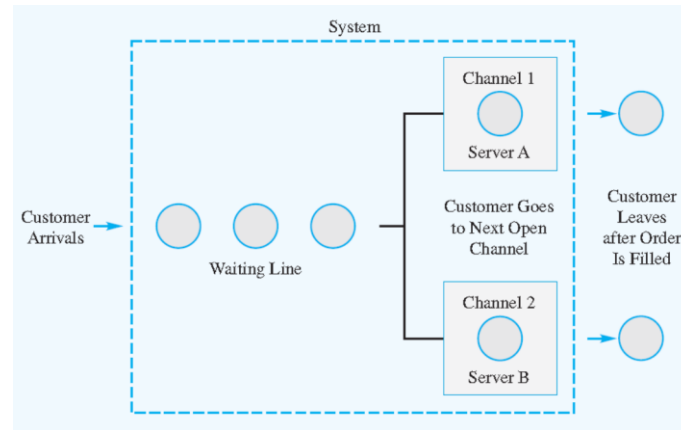 System
Channel 1
Server A
Customer
Arrivals
Waiting Line
Customer Goes
to Next Open
Channel
Customer
Leaves
after Order
Is Filled
Channel 2
Server B